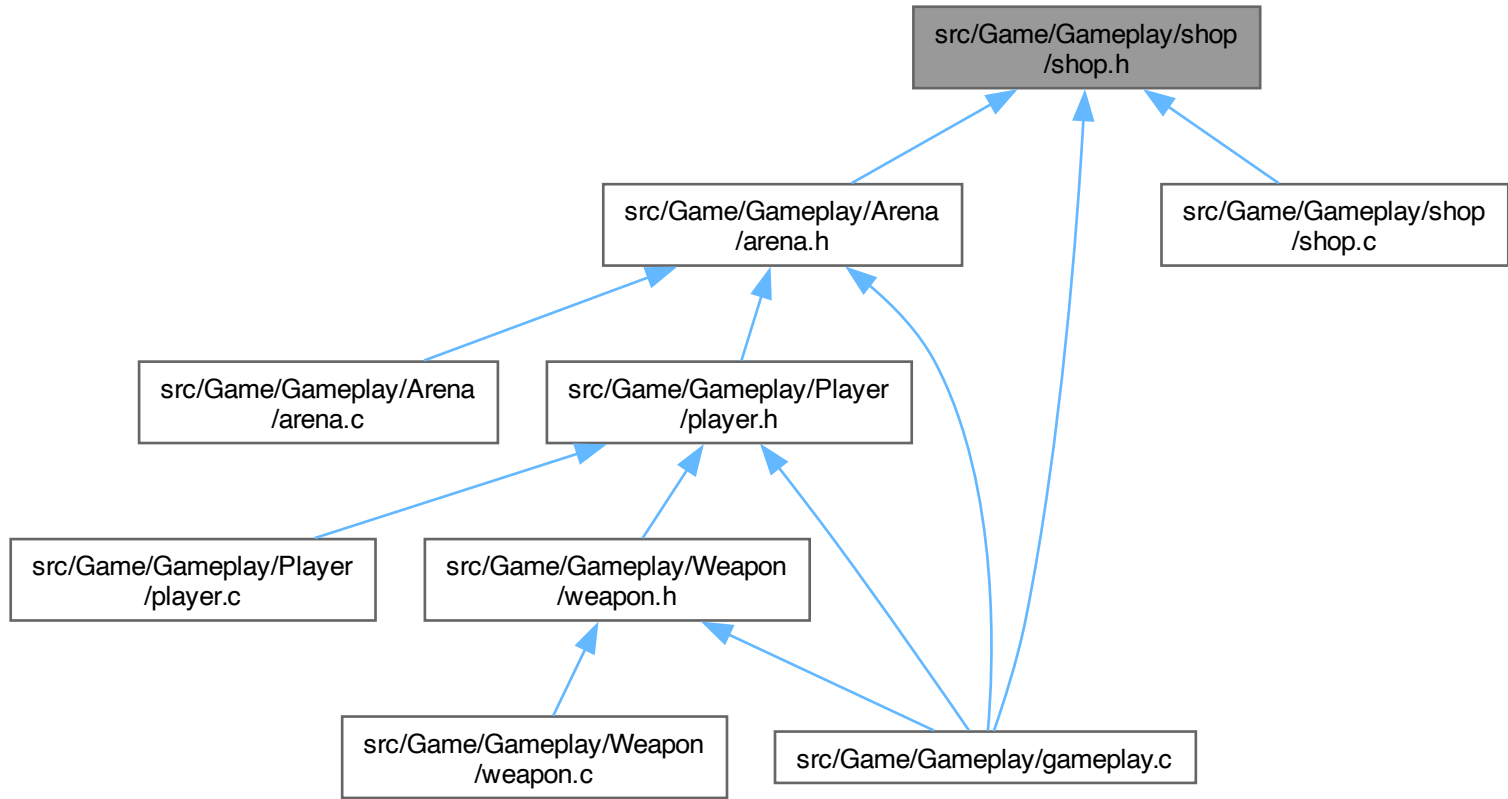 src/Game/Gameplay/shop
/shop.h
src/Game/Gameplay/Arena
/arena.h
src/Game/Gameplay/shop
/shop.c
src/Game/Gameplay/Arena
/arena.c
src/Game/Gameplay/Player
/player.h
src/Game/Gameplay/Player
/player.c
src/Game/Gameplay/Weapon
/weapon.h
src/Game/Gameplay/Weapon
/weapon.c
src/Game/Gameplay/gameplay.c